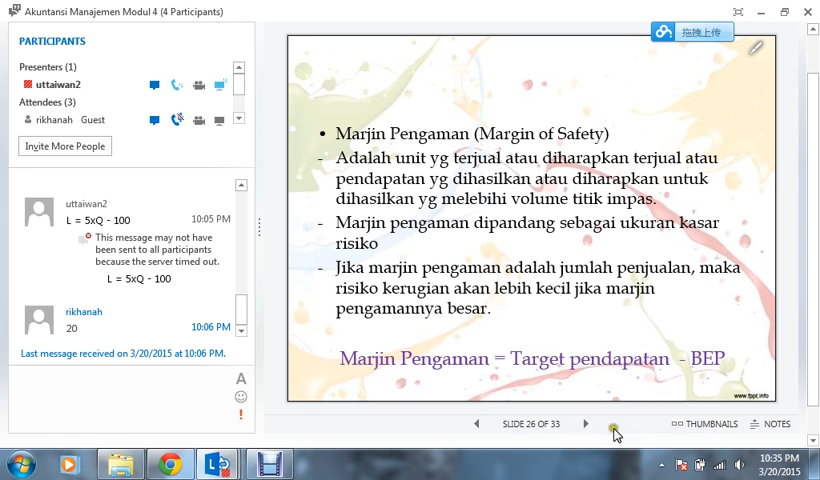 Akuntansi Manajemen Modul 4 (4 Participants)
PARTICIPANTS
Presenters (1)
uttaiwan2
Attendees (3)
rikhanah Guest
Invite More People
uttaiwan2
L = 5xQ - 100 10:05 PM
This message may not have
been sent to all participants
because the server timed out.
L = 5xQ - 100
rikhanah
20 10:06 PM
Last message received on 3/20/2015 at 10:06 PM.
A
拖拽上传
• Marjin Pengaman (Margin of Safety)
- Adalah unit yg terjual atau diharapkan terjual atau
pendapatan yg dihasilkan atau diharapkan untuk
dihasilkan yg melebihi volume titik impas.
- Marjin pengaman dipandang sebagai ukuran kasar
risiko
- Jika marjin pengaman adalah jumlah penjualan, maka
risiko kerugian akan lebih kecil jika marjin
pengamannya besar.
Marjin Pengaman = Target pendapatan - BEP
www.fppt.info
SLIDE 26 OF 33
THUMBNAILS
NOTES
10:35 PM
3/20/2015